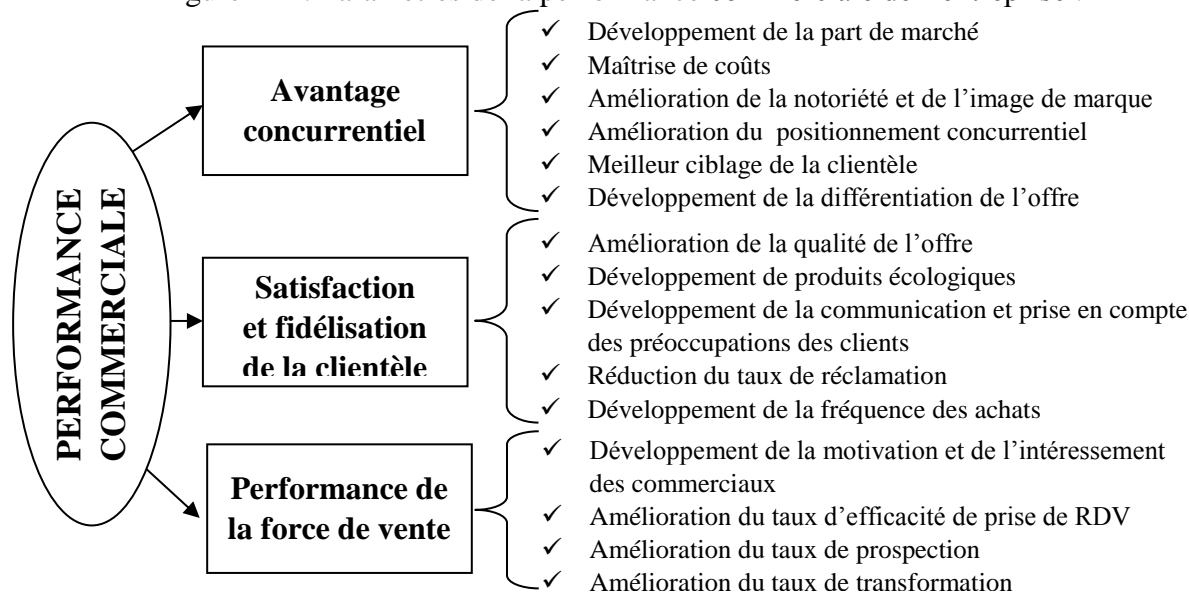 PERFORMANCE
COMMERCIALE
Avantage
concurrentiel
✓ Développement de la part de marché
✓ Maîtrise de coûts
✓ Amélioration de la notoriété et de l’image de marque
✓ Amélioration du positionnement concurrentiel
✓ Meilleur ciblage de la clientèle
✓ Développement de la différentiation de l’offre
Satisfaction
et fidélisation
de la clientèle
✓ Amélioration de la qualité de l’offre
✓ Développement de produits écologiques
✓ Développement de la communication et prise en compte
des préoccupations des clients
✓ Réduction du taux de réclamation
✓ Développement de la fréquence des achats
Performance de
la force de vente
✓ Développement de la motivation et de l’intéressement
des commerciaux
✓ Amélioration du taux d’efficacité de prise de RDV
✓ Amélioration du taux de prospection
✓ Amélioration du taux de transformation